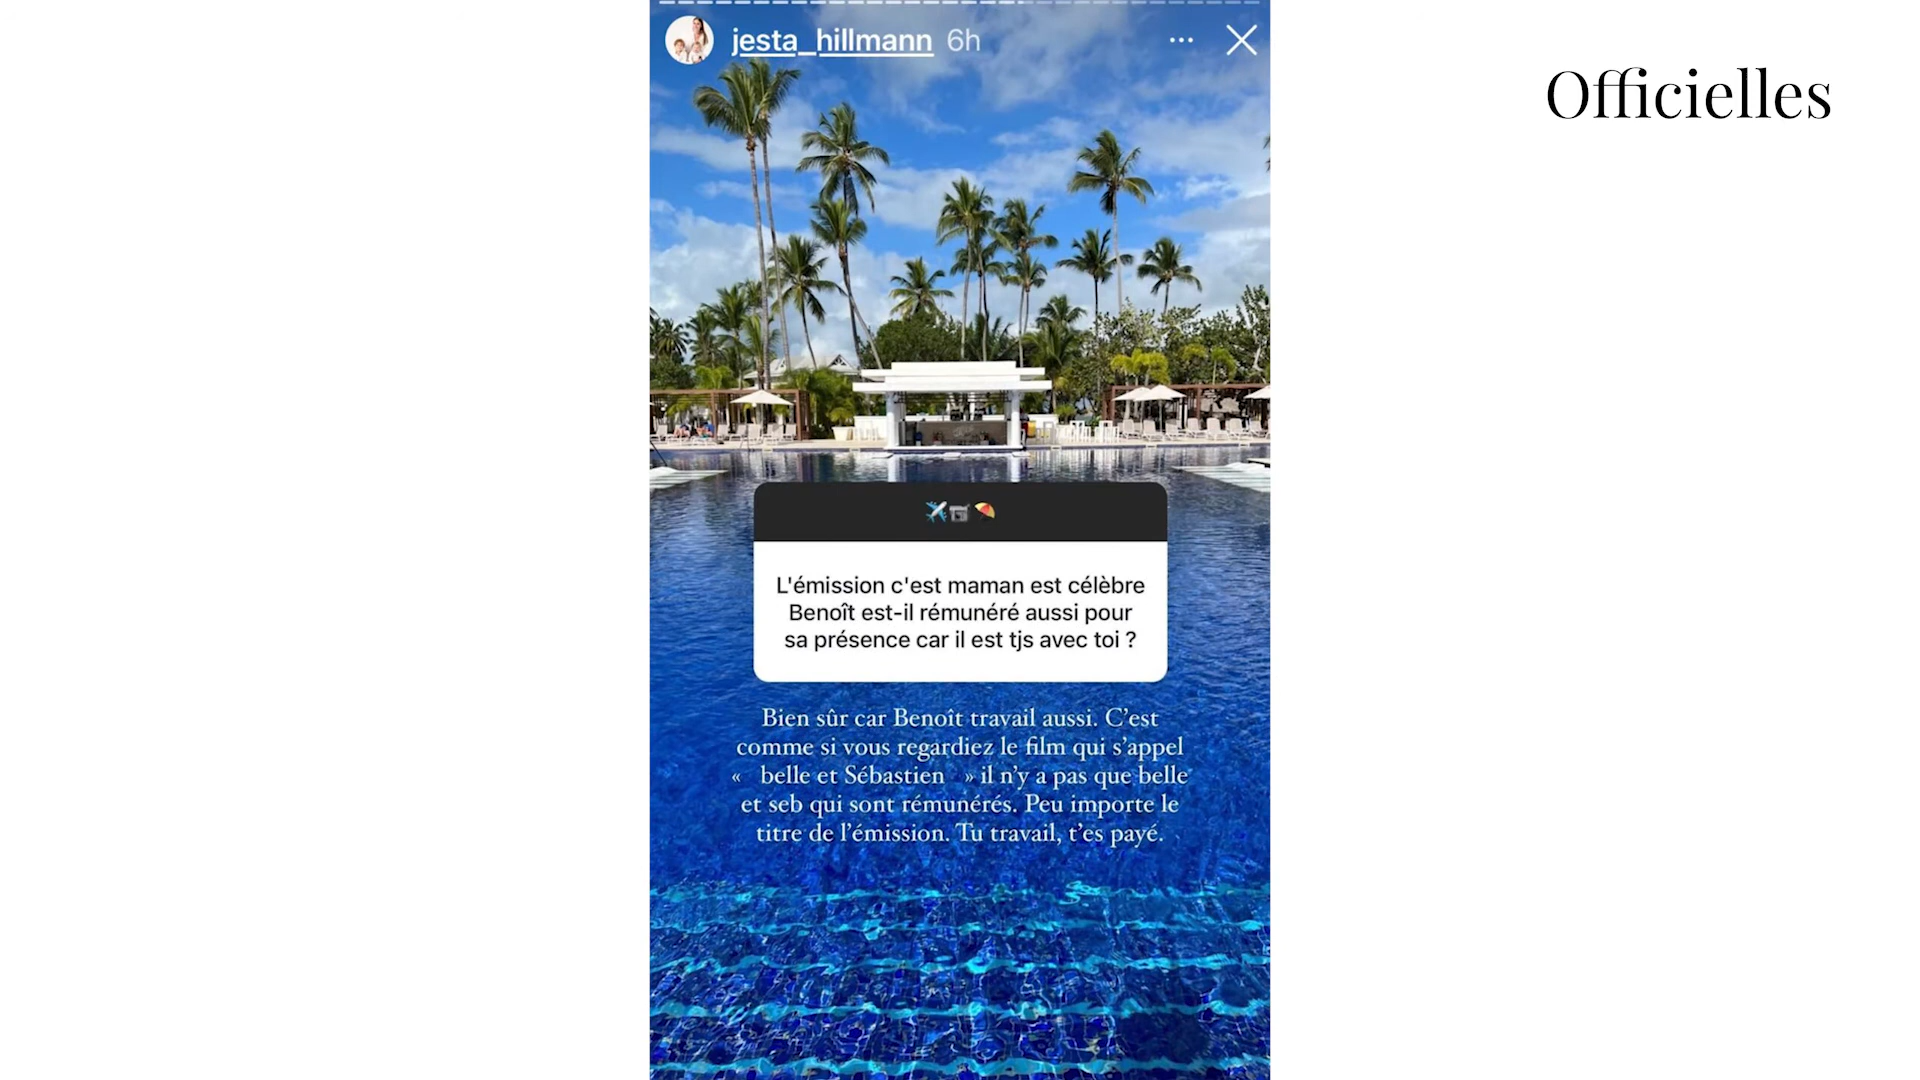 jesta_hillmann 6h
Officielles
L'émission c'est maman est célèbre
Benoît est-il rémunéré aussi pour
sa présence car il est tjs avec toi ?
Bien sûr car Benoît travail aussi. C'est
comme si vous regardiez le film qui s'appel
« belle et Sébastien » il n'y a pas que belle
et seb qui sont rémunérés. Peu importe le
titre de l'émission. Tu travail, t'es payé.